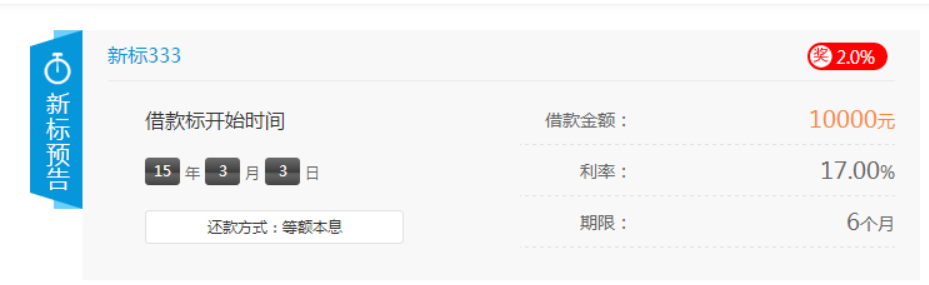 新标预告
新标333
奖 2.0%
借款标开始时间
15 年 3 月 3 日
还款方式：等额本息
借款金额： 10000元
利率： 17.00%
期限： 6个月